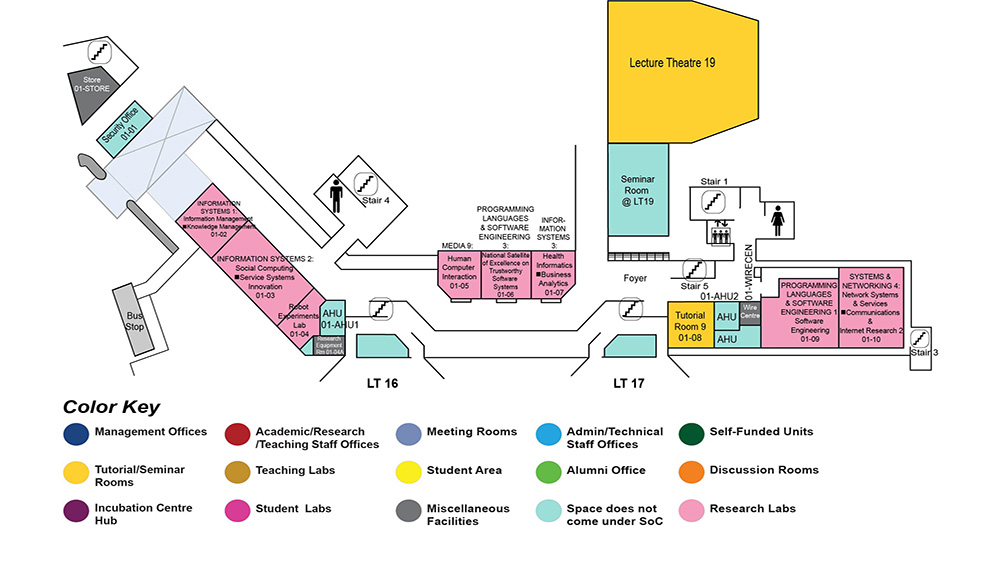 Lecture Theatre 19
Store
01-STORE
Security Office
01-01
Seminar
Room
@ LT19
Stair 1
Stair 4
INFORMATION
SYSTEMS 1:
Information Management
■Knowledge Management
01-02
PROGRAMMING
LANGUAGES
& SOFTWARE
ENGINEERING
3:
INFOR-
MATION
SYSTEMS
3:
MEDIA 9:
Human
Computer
Interaction
01-05
National Satellite
of Excellence on
Trustworthy
Software
Systems
01-06
Health
Informatics
■Business
Analytics
01-07
INFORMATION SYSTEMS 2:
Social Computing
■Service Systems
Innovation
01-03
Robot
Experiments
Lab
01-04
AHU
01-AHU1
Research
Equipment
Rm 01-04A
Bus
Stop
Foyer
Stair 5
01-WIRECEN
01-AHU2
Tutorial
Room 9
01-08
AHU
AHU
Wire
Centre
PROGRAMMING
LANGUAGES
& SOFTWARE
ENGINEERING 1
Software
Engineering
01-09
SYSTEMS &
NETWORKING 4:
Network Systems
& Services
■Communications
&
Internet Research 2
01-10
Stair 3
LT 16
LT 17
Color Key
Management Offices
Academic/Research
/Teaching Staff Offices
Meeting Rooms
Admin/Technical
Staff Offices
Self-Funded Units
Tutorial/Seminar
Rooms
Teaching Labs
Student Area
Alumni Office
Discussion Rooms
Incubation Centre
Hub
Student Labs
Miscellaneous
Facilities
Space does not
come under SoC
Research Labs